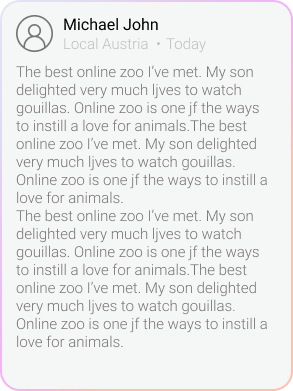 Michael John
Local Austria • Today
The best online zoo I've met. My son
delighted very much ljves to watch
gouillas. Online zoo is one jf the ways
to instill a love for animals.The best
online zoo I've met. My son delighted
very much ljves to watch gouillas.
Online zoo is one jf the ways to instill a
love for animals.
The best online zoo I've met. My son
delighted very much ljves to watch
gouillas. Online zoo is one jf the ways
to instill a love for animals.The best
online zoo I've met. My son delighted
very much ljves to watch gouillas.
Online zoo is one jf the ways to instill a
love for animals.